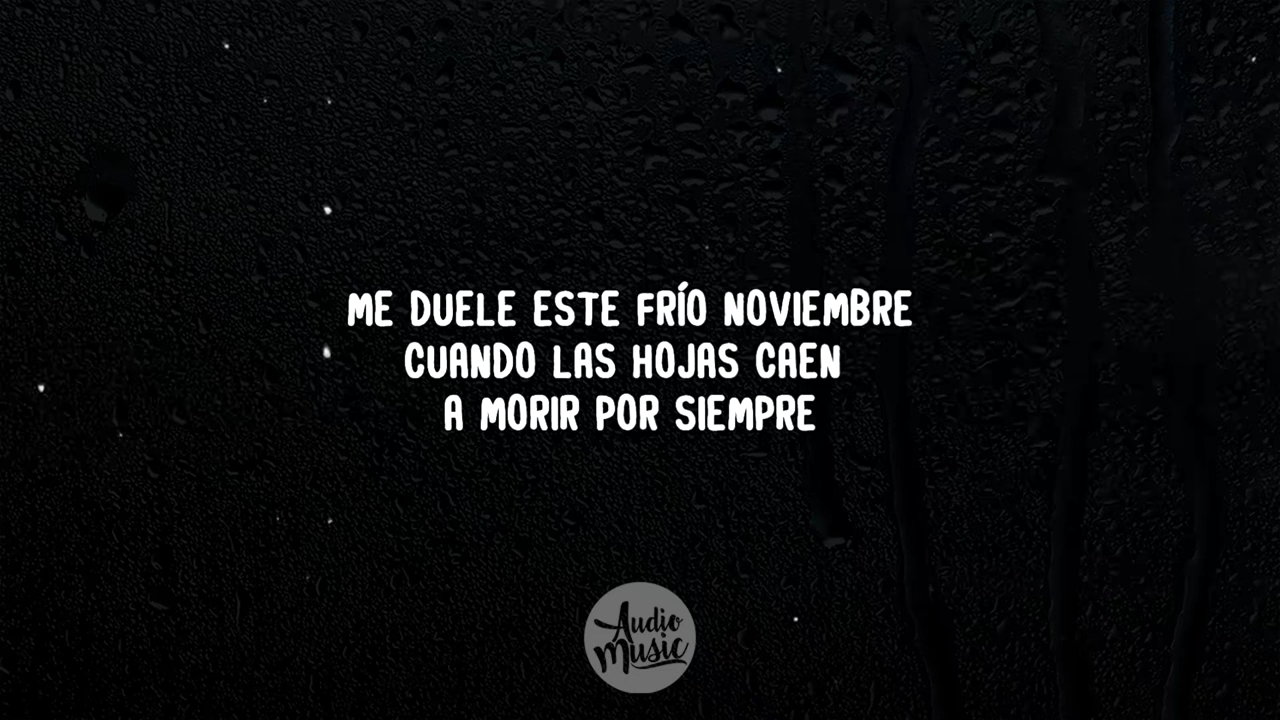 ME DUELE ESTE FRÍO NOVIEMBRE
CUANDO LAS HOJAS CAEN
A MORIR POR SIEMPRE
Audio
Music